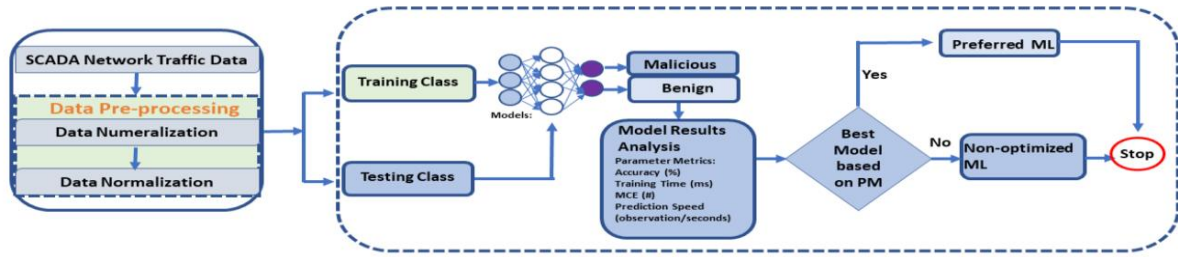 SCADA Network Traffic Data
Data Pre-processing
Data Numeralization
Data Normalization
Training Class
Testing Class
Models:
Malicious
Benign
Model Results
Analysis
Parameter Metrics:
Accuracy (%)
Training Time (ms)
MCE (#)
Prediction Speed
(observation/seconds)
Best
Model
based
on PM
Yes
No
Preferred ML
Non-optimized
ML
Stop